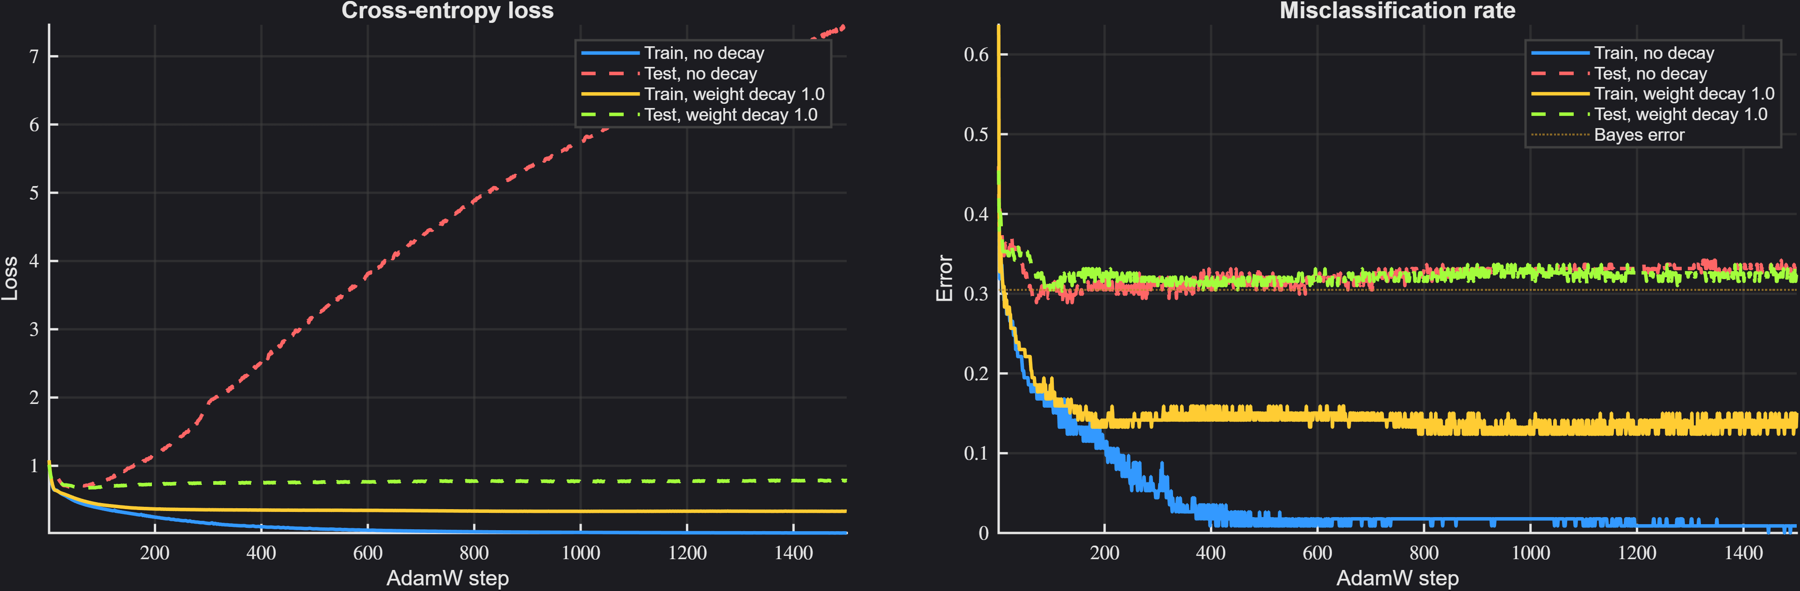 Cross-entropy loss
7
6
5
4
3
2
1
Loss
200
400
600
800
1000
1200
1400
AdamW step
Train, no decay
Test, no decay
Train, weight decay 1.0
Test, weight decay 1.0
Misclassification rate
0.6
0.5
0.4
0.3
0.2
0.1
0
Error
200
400
600
800
1000
1200
1400
AdamW step
Train, no decay
Test, no decay
Train, weight decay 1.0
Test, weight decay 1.0
Bayes error